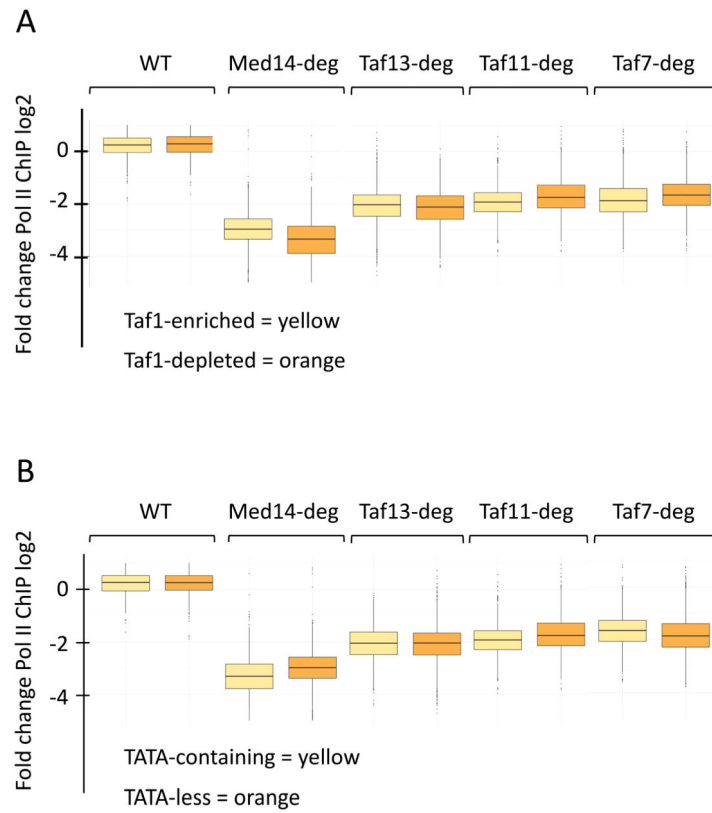 A
WT Med14-deg Taf13-deg Taf11-deg Taf7-deg
Fold change Pol II ChIP log2
0
-2
-4
Taf1-enriched = yellow
Taf1-depleted = orange
B
WT Med14-deg Taf13-deg Taf11-deg Taf7-deg
Fold change Pol II ChIP log2
0
-2
-4
TATA-containing = yellow
TATA-less = orange